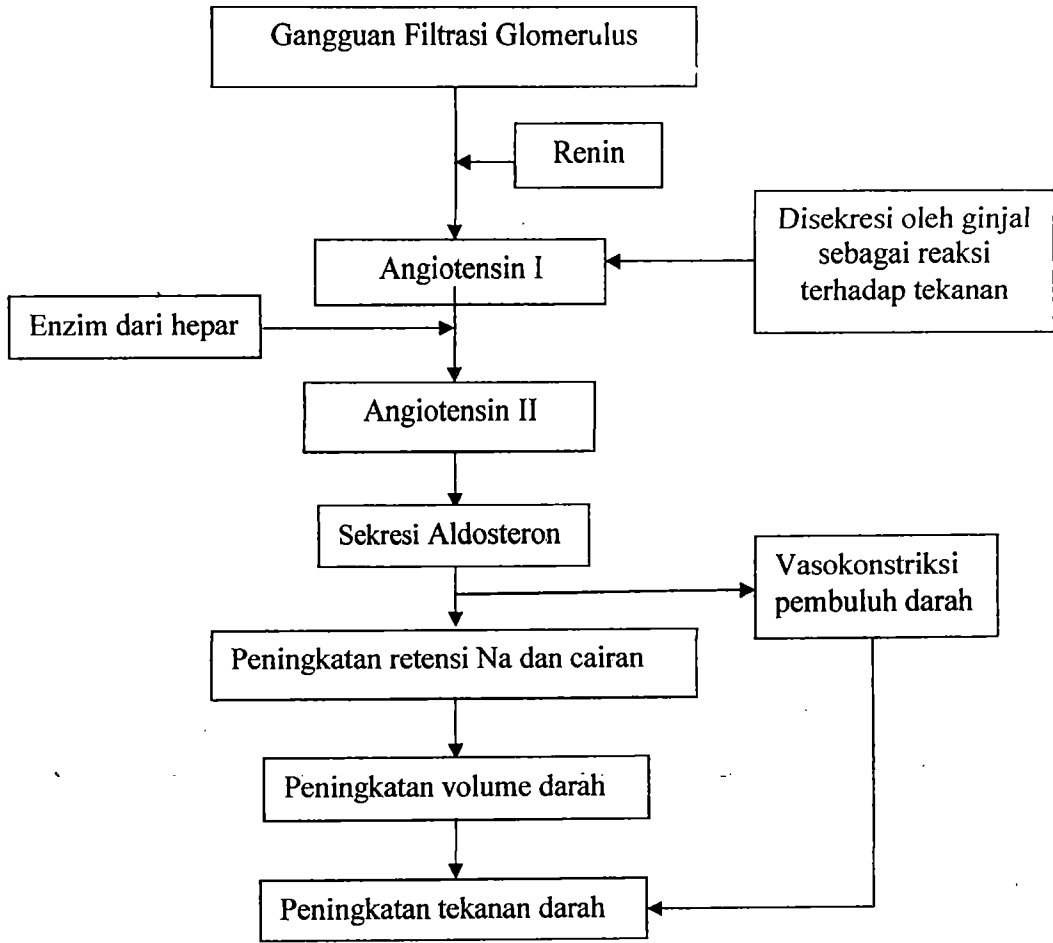 Gangguan Filtrasi Glomerulus
Renin
Disekresi oleh ginjal
sebagai reaksi
terhadap tekanan
Angiotensin I
Enzim dari hepar
Angiotensin II
Sekresi Aldosteron
Vasokonstriksi
pembuluh darah
Peningkatan retensi Na dan cairan
Peningkatan volume darah
Peningkatan tekanan darah